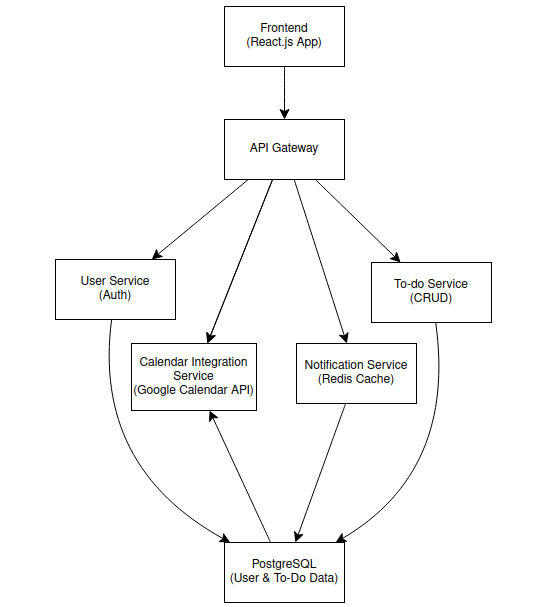 Frontend
(React.js App)
API Gateway
User Service
(Auth)
To-do Service
(CRUD)
Calendar Integration
Service
(Google Calendar API)
Notification Service
(Redis Cache)
PostgreSQL
(User & To-Do Data)